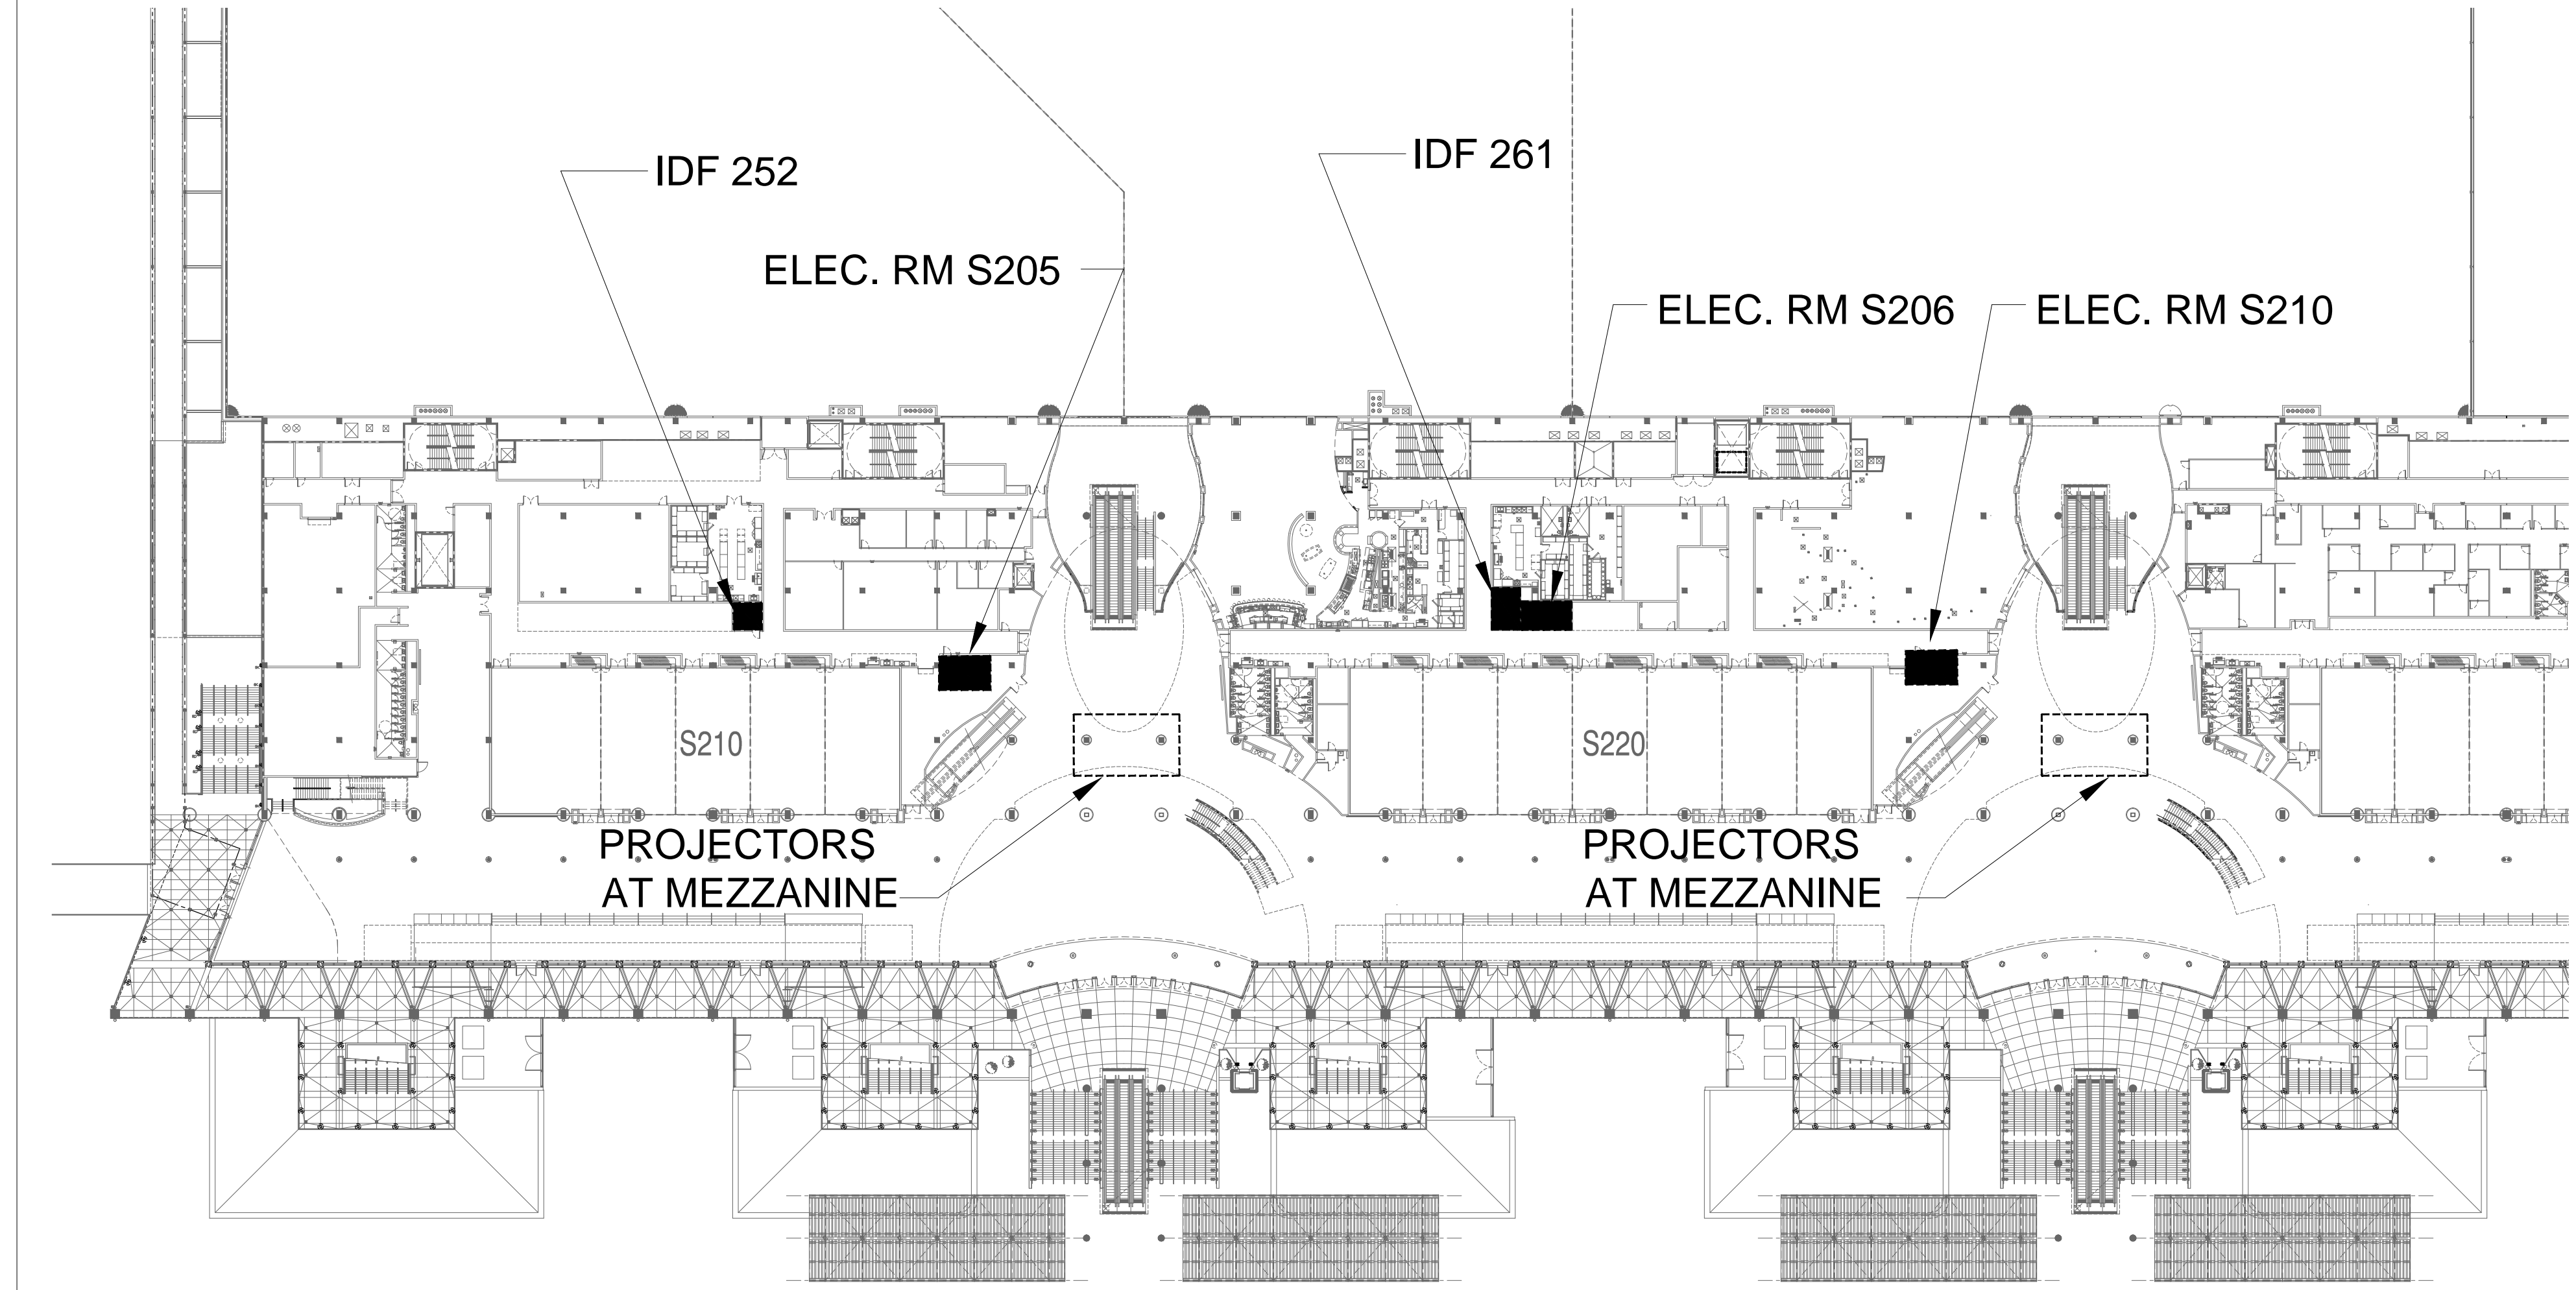 IDF 252
IDF 261
ELEC. RM S205
ELEC. RM S206
ELEC. RM S210
S210
S220
PROJECTORS
AT MEZZANINE
PROJECTORS
AT MEZZANINE